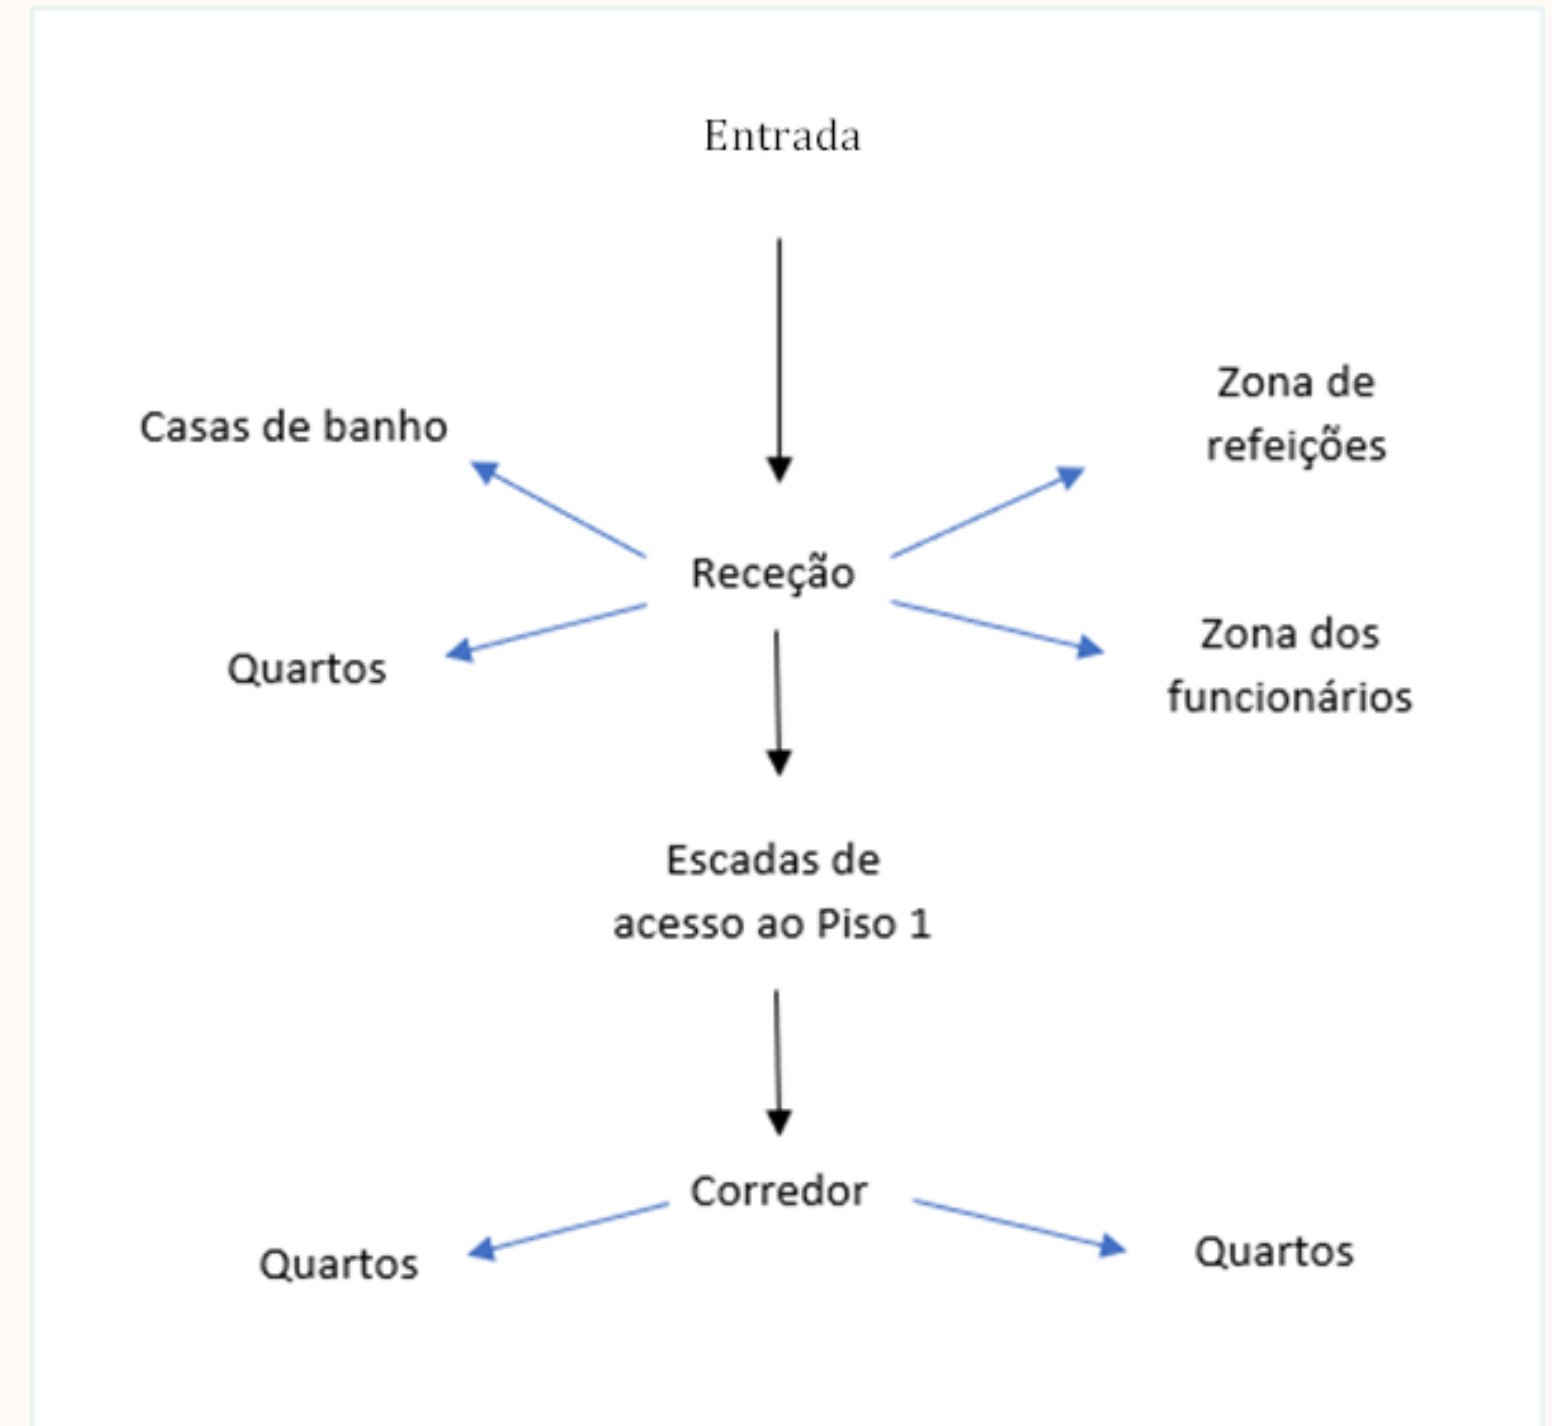 Entrada
Casas de banho
Zona de
refeições
Receção
Quartos
Zona dos
funcionários
Escadas de
acesso ao Piso 1
Corredor
Quartos
Quartos